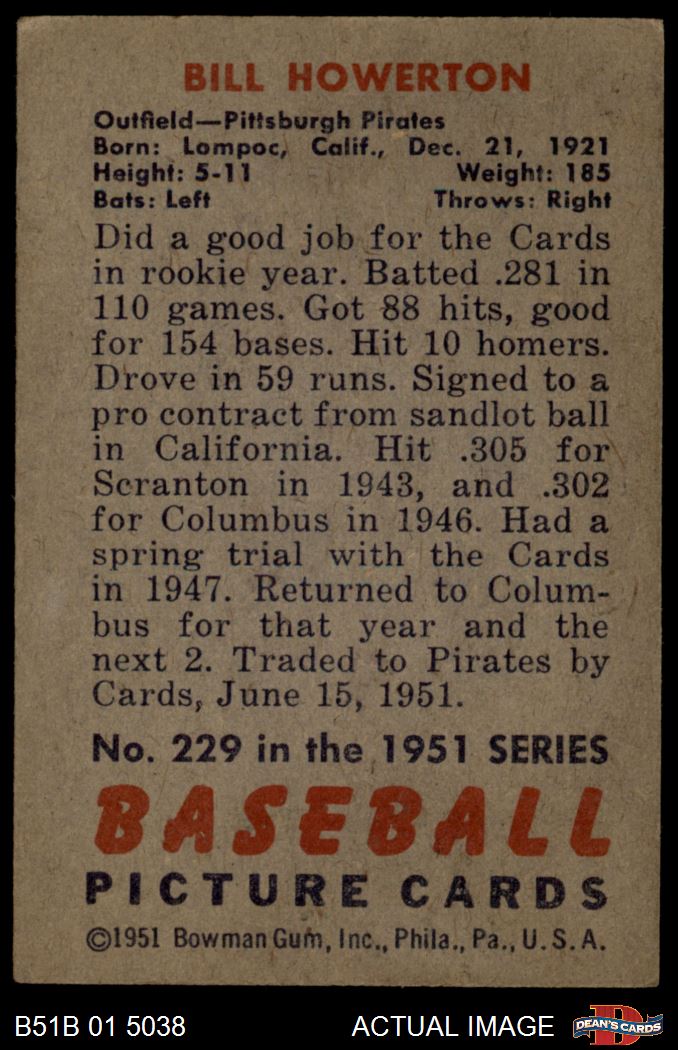 BILL HOWERTON
Outfield—Pittsburgh Pirates
Born: Lompoc, Calif., Dec. 21, 1921
Height: 5-11 Weight: 185
Bats: Left Throws: Right
Did a good job for the Cards
in rookie year. Batted .281 in
110 games. Got 88 hits, good
for 154 bases. Hit 10 homers.
Drove in 59 runs. Signed to a
pro contract from sandlot ball
in California. Hit .305 for
Scranton in 1943, and .302
for Columbus in 1946. Had a
spring trial with the Cards
in 1947. Returned to Colum-
bus for that year and the
next 2. Traded to Pirates by
Cards, June 15, 1951.
No. 229 in the 1951 SERIES
BASEBALL
PICTURE CARDS
©1951 Bowman Gum, Inc., Phila., Pa., U.S.A.
B51B 01 5038 ACTUAL IMAGE
D
DEAN'S CARDS